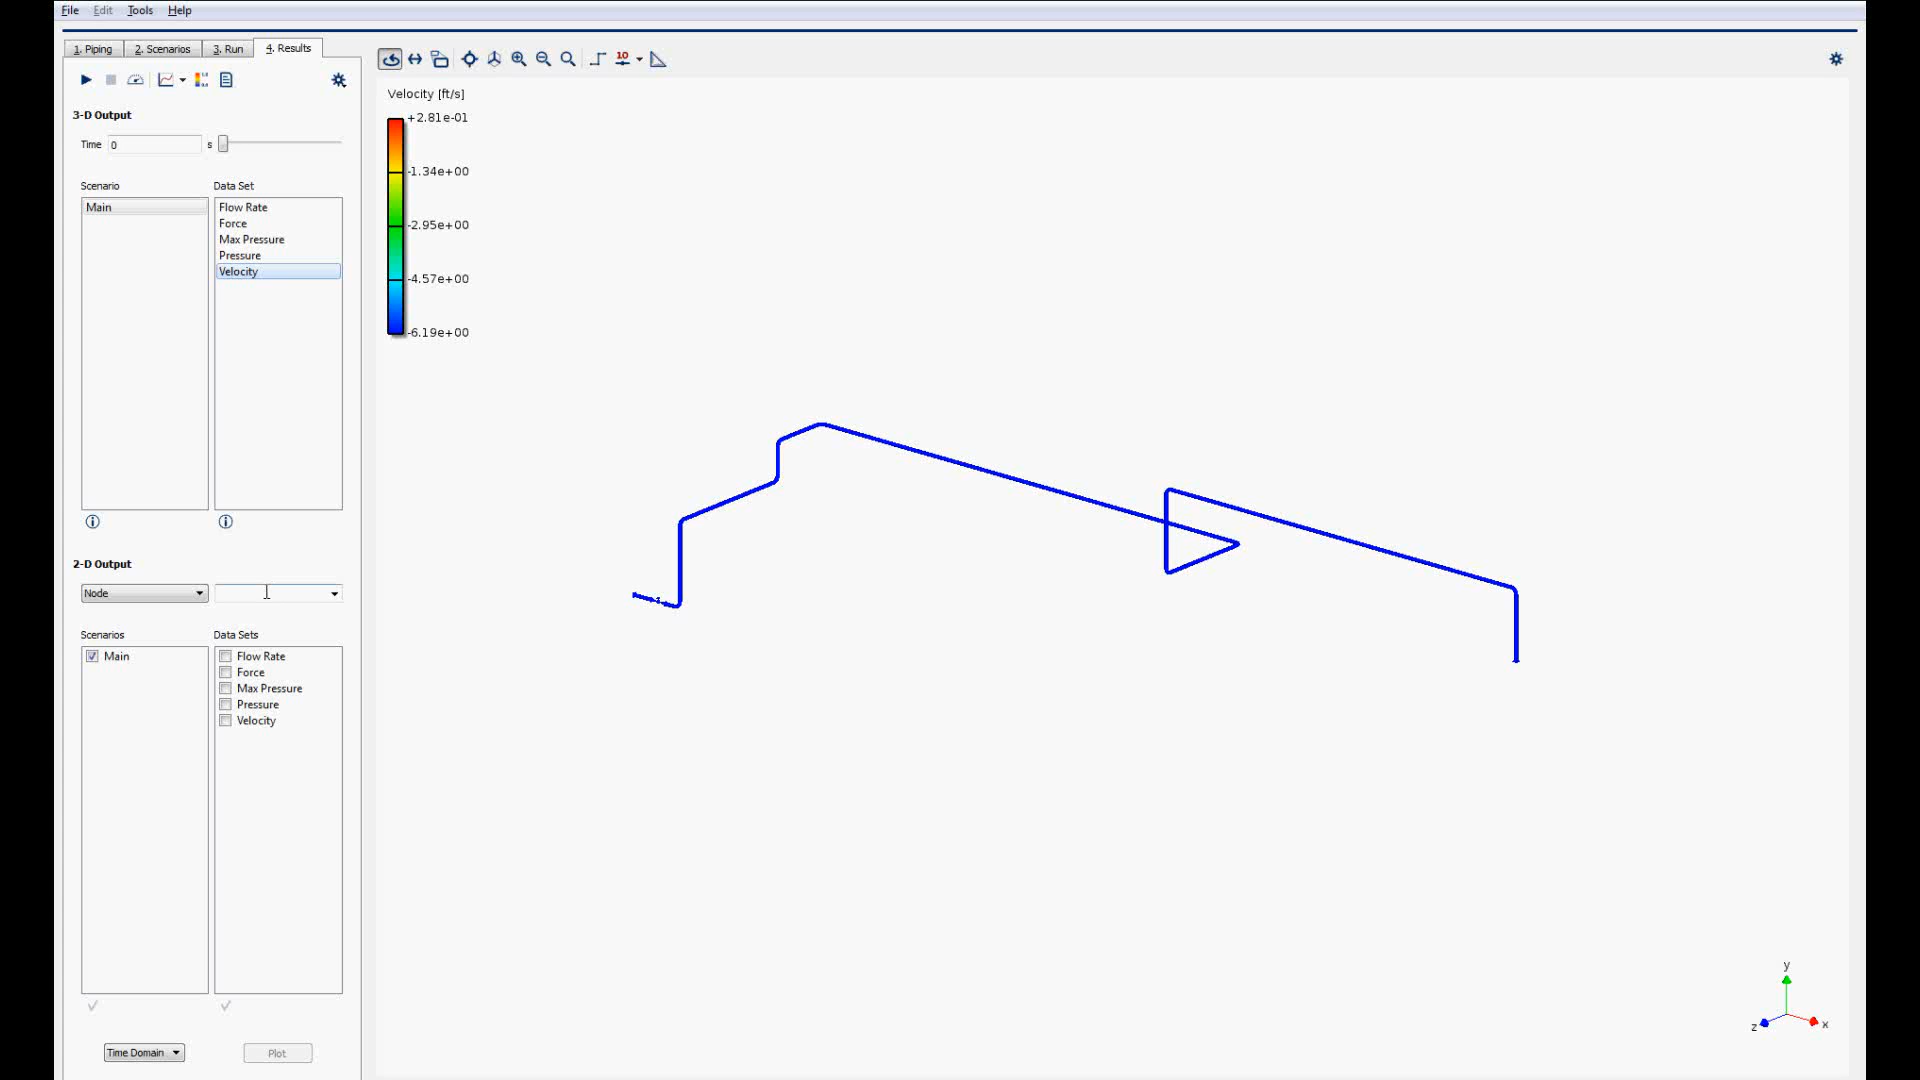 File Edit Tools Help
1. Piping 2. Scenarios 3. Run 4. Results
10
3-D Output
Time 0 s
Scenario Data Set
Main
Flow Rate
Force
Max Pressure
Pressure
Velocity
2-D Output
Node
Scenarios Data Sets
Main
Flow Rate
Force
Max Pressure
Pressure
Velocity
Time Domain Plot
Velocity [ft/s]
+2.81e-01
-1.34e+00
-2.95e+00
-4.57e+00
-6.19e+00
y
z x